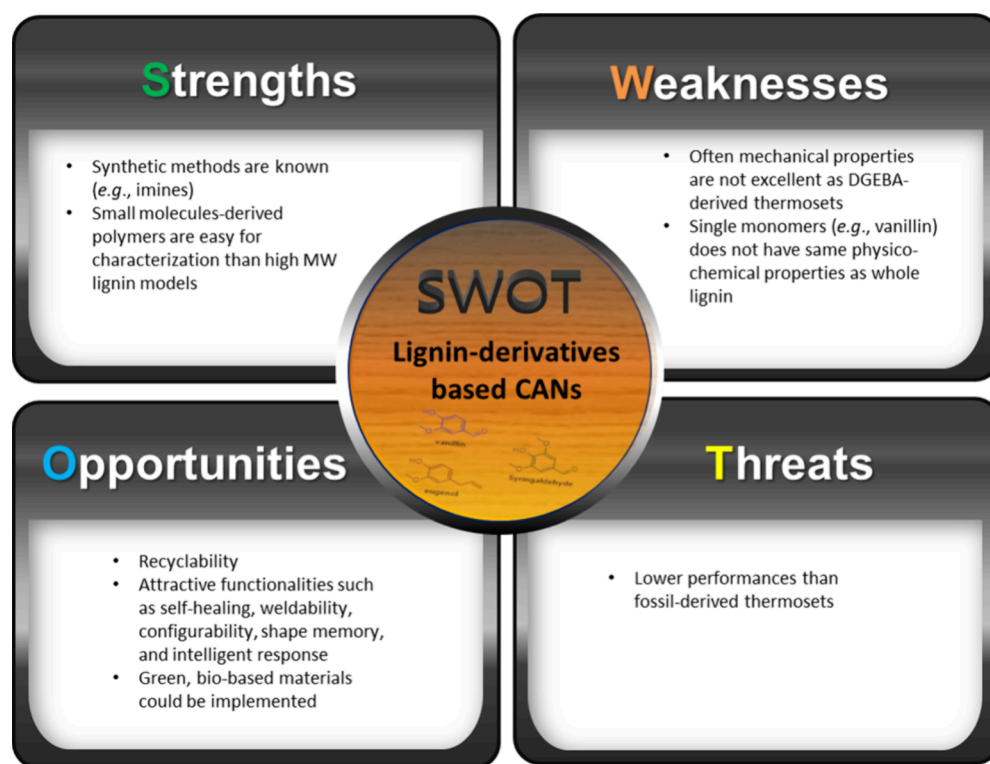 Strengths
• Synthetic methods are known
(e.g., imines)
• Small molecules-derived
polymers are easy for
characterization than high MW
lignin models
Weaknesses
• Often mechanical properties
are not excellent as DGEBA-
derived thermosets
• Single monomers (e.g., vanillin)
does not have same physico-
chemical properties as whole
lignin
SWOT
Lignin-derivatives
based CANs
vanillin
eugenol
Syringaldehyde
Opportunities
• Recyclability
• Attractive functionalities such
as self-healing, weldability,
configurability, shape memory,
and intelligent response
• Green, bio-based materials
could be implemented
Threats
• Lower performances than
fossil-derived thermosets